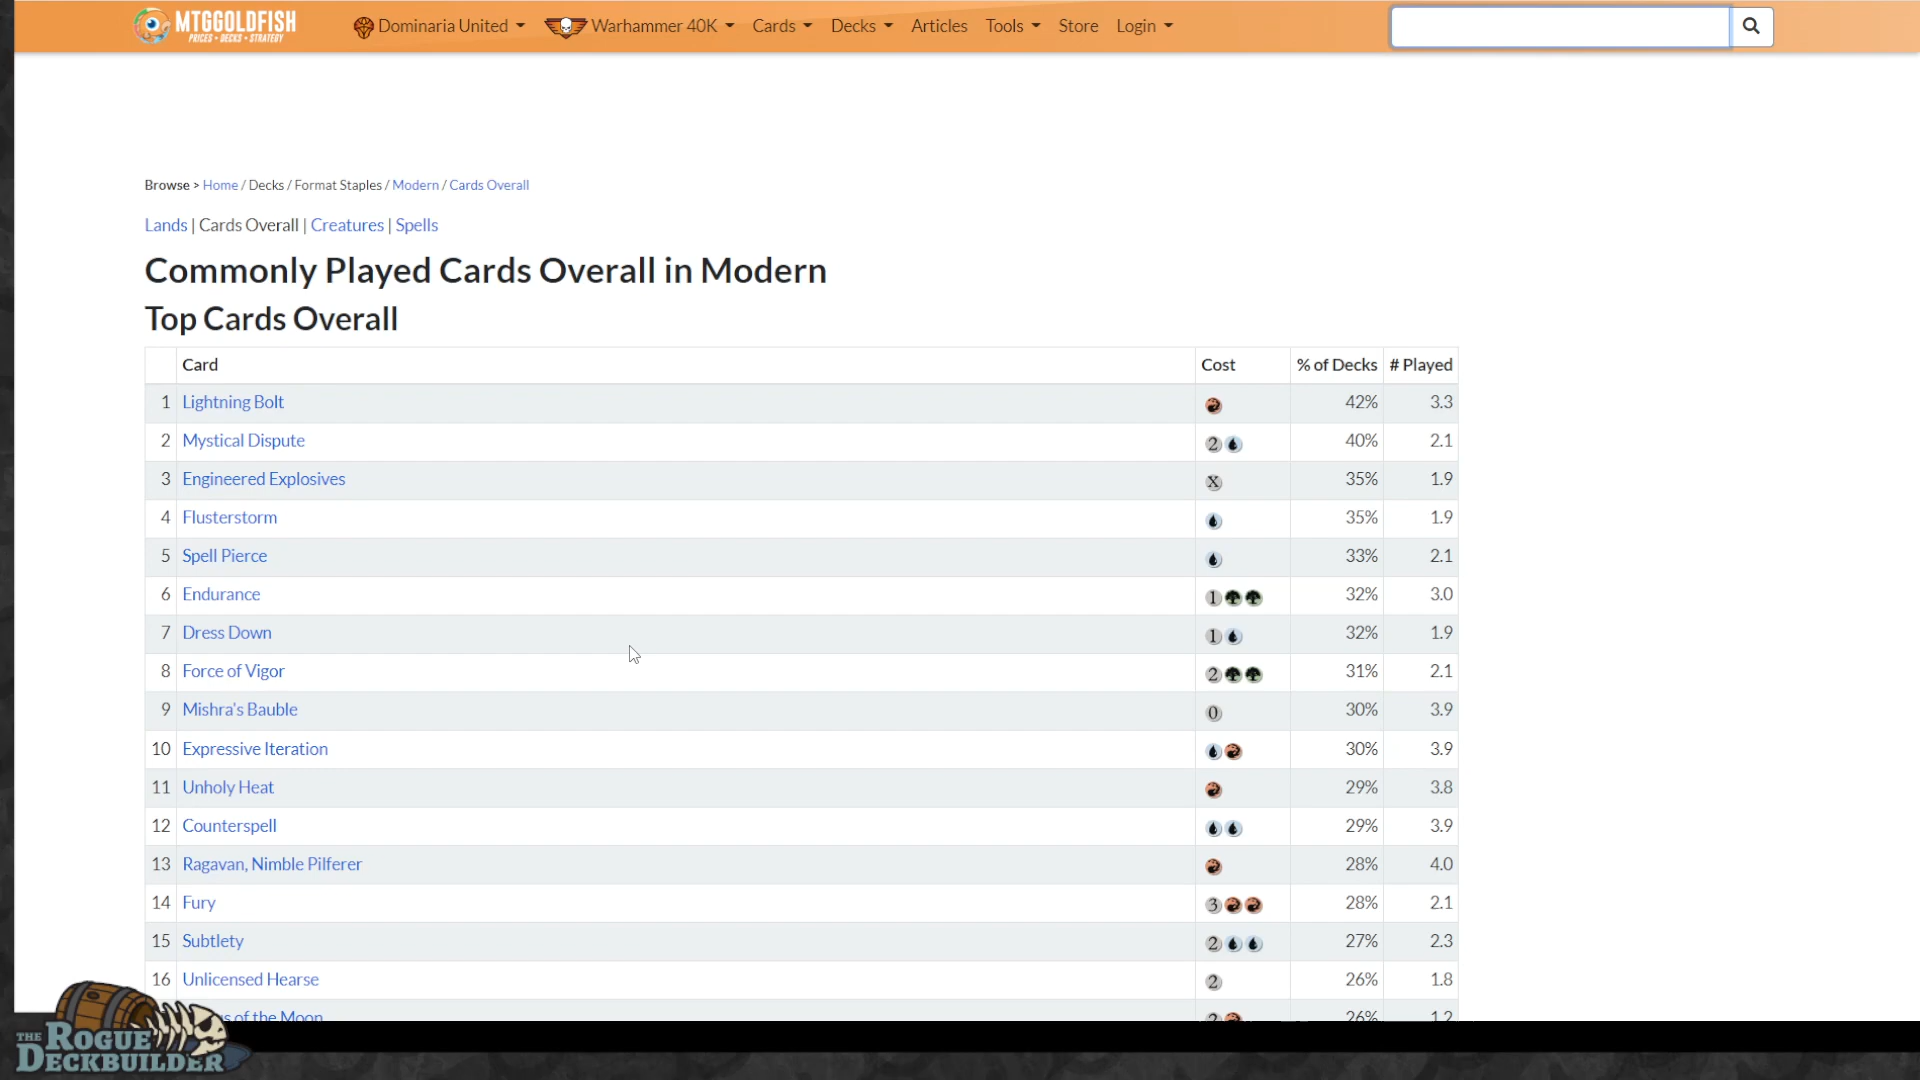 MTGGOLDFISH
PRICES • DECKS • STRATEGY
Dominaria United
Warhammer 40K
Cards
Decks
Articles
Tools
Store
Login
Browse > Home / Decks / Format Staples / Modern / Cards Overall
Lands | Cards Overall | Creatures | Spells
Commonly Played Cards Overall in Modern
Top Cards Overall
Card Cost % of Decks # Played
1 Lightning Bolt 42% 3.3
2 Mystical Dispute 2 40% 2.1
3 Engineered Explosives X 35% 1.9
4 Flusterstorm 35% 1.9
5 Spell Pierce 33% 2.1
6 Endurance 1 32% 3.0
7 Dress Down 1 32% 1.9
8 Force of Vigor 2 31% 2.1
9 Mishra's Bauble 0 30% 3.9
10 Expressive Iteration 30% 3.9
11 Unholy Heat 29% 3.8
12 Counterspell 29% 3.9
13 Ragavan, Nimble Pilferer 28% 4.0
14 Fury 3 28% 2.1
15 Subtlety 2 27% 2.3
16 Unlicensed Hearse 2 26% 1.8
of the Moon 2 26% 1.2
THE ROGUE
DECKBUILDER